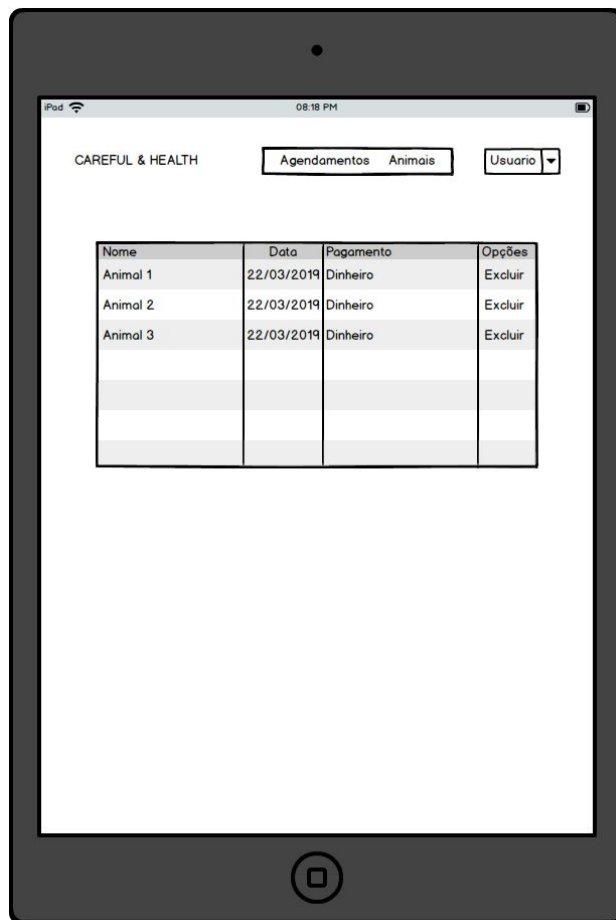 iPad 08:18 PM
CAREFUL & HEALTH Agendamentos Animais Usuario
Nome Data Pagamento Opções
Animal 1 22/03/2019 Dinheiro Excluir
Animal 2 22/03/2019 Dinheiro Excluir
Animal 3 22/03/2019 Dinheiro Excluir